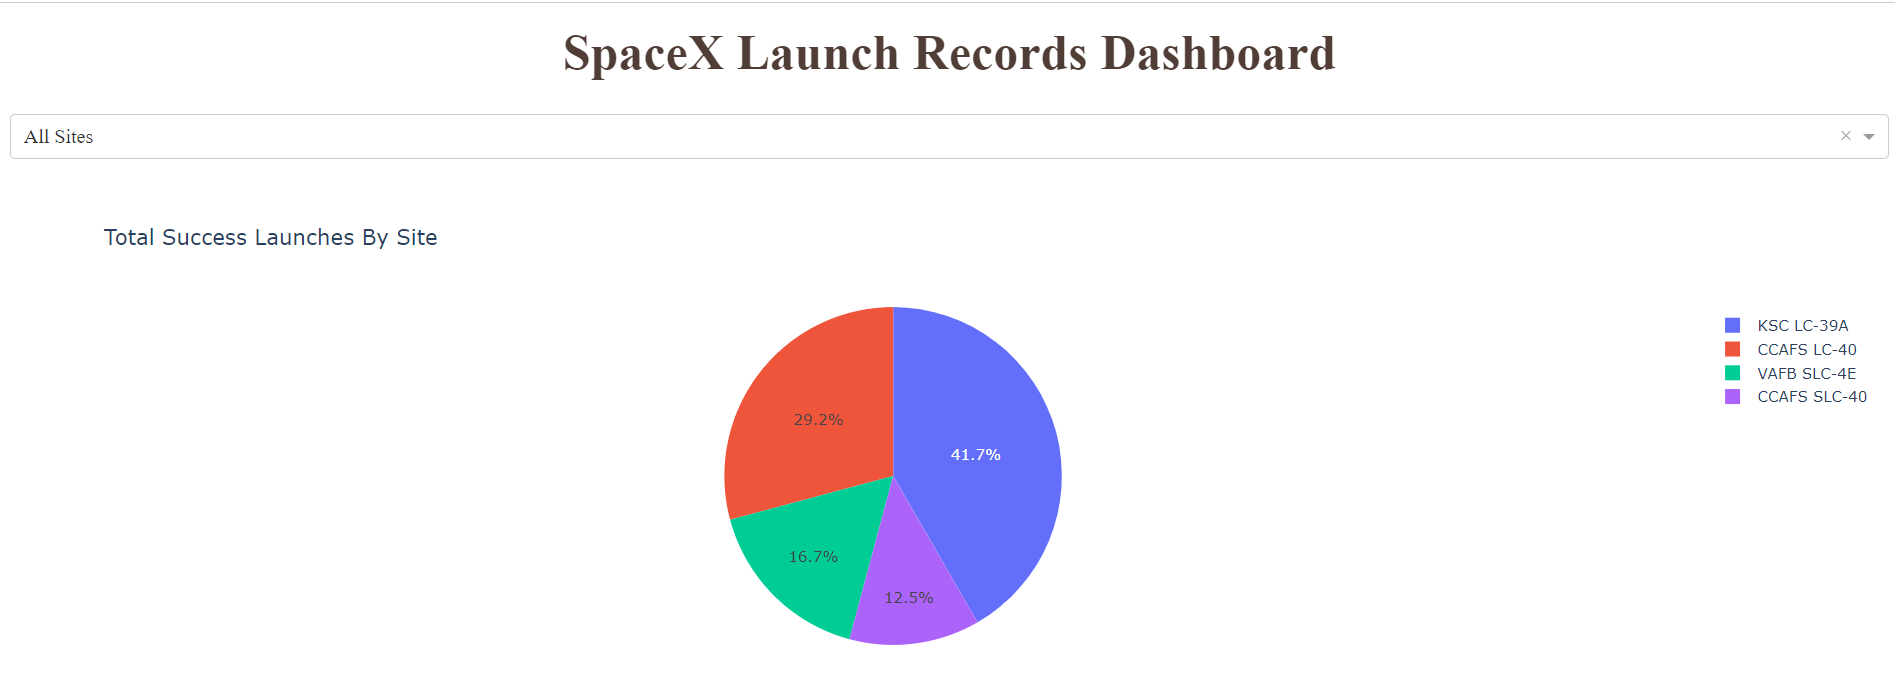 SpaceX Launch Records Dashboard
All Sites
Total Success Launches By Site
KSC LC-39A
CCAFS LC-40
VAFB SLC-4E
CCAFS SLC-40
29.2%
41.7%
16.7%
12.5%